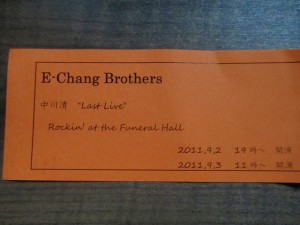 E-Chang Brothers
中川清 "Last Live"
Rockin' at the Funeral Hall
2011,9,2 19時～ 開演
2011,9,3 11時～ 開演